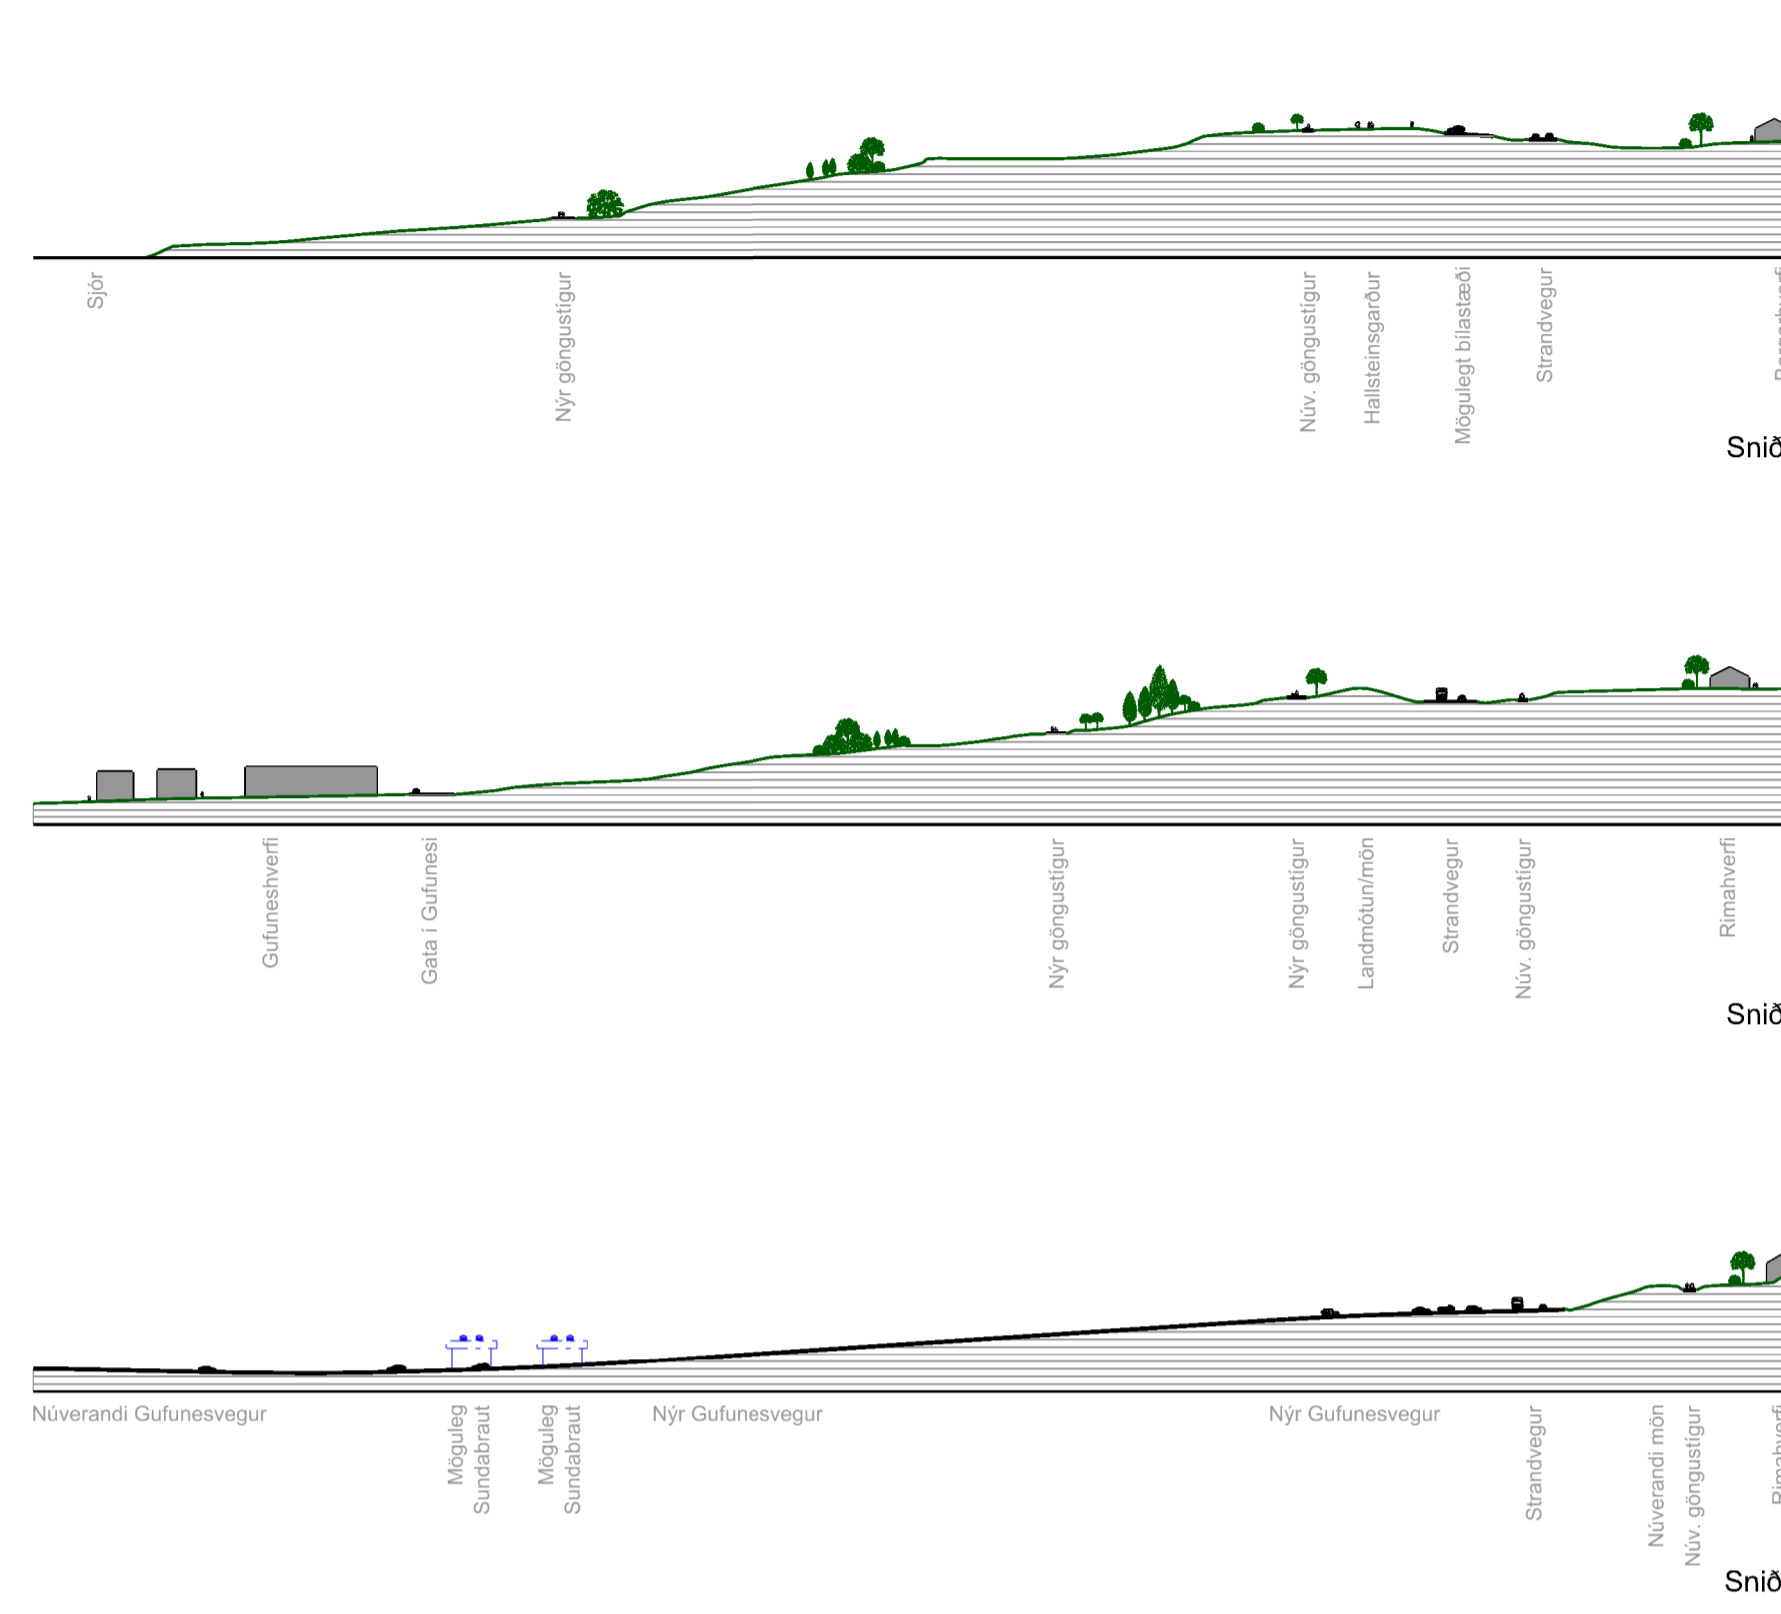 Sjór
Nýr göngustígur
Núv. göngustígur
Hallsteinsgarður
Mögulegt bílastæði
Strandvegur
Snið
Gufuneshverfi
Gata í Gufunesi
Nýr göngustígur
Nýr göngustígur
Landmótun/mön
Strandvegur
Núv. göngustígur
Rimahverfi
Snið
Núverandi Gufunesvegur
Möguleg
Sundabraut
Möguleg
Sundabraut
Nýr Gufunesvegur
Nýr Gufunesvegur
Strandvegur
Núverandi mön
Núv. göngustígur
Rimahverfi
Snið